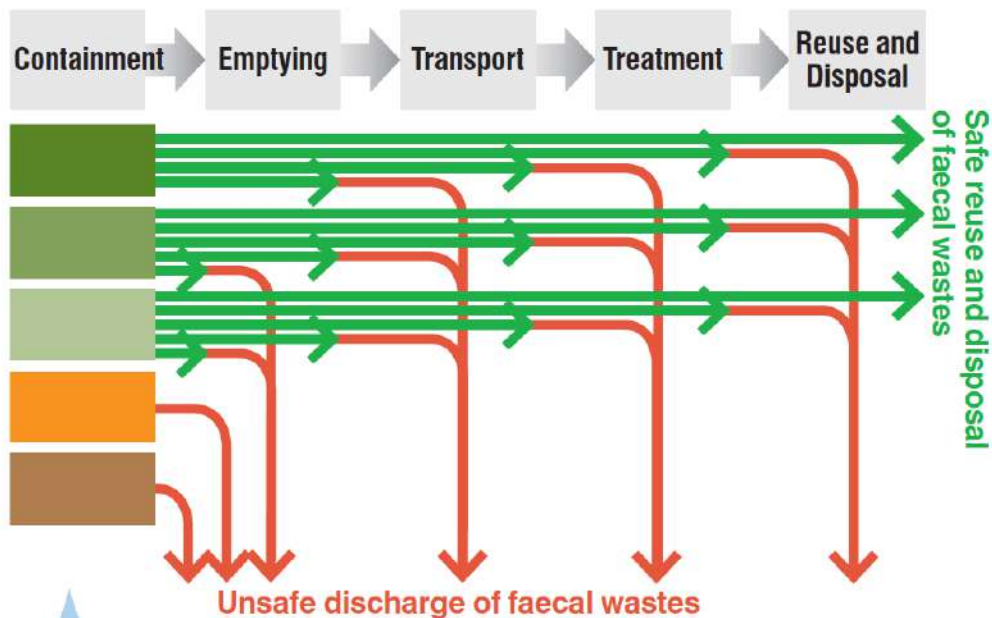 Containment
Emptying
Transport
Treatment
Reuse and
Disposal
Safe reuse and disposal
of faecal wastes
Unsafe discharge of faecal wastes